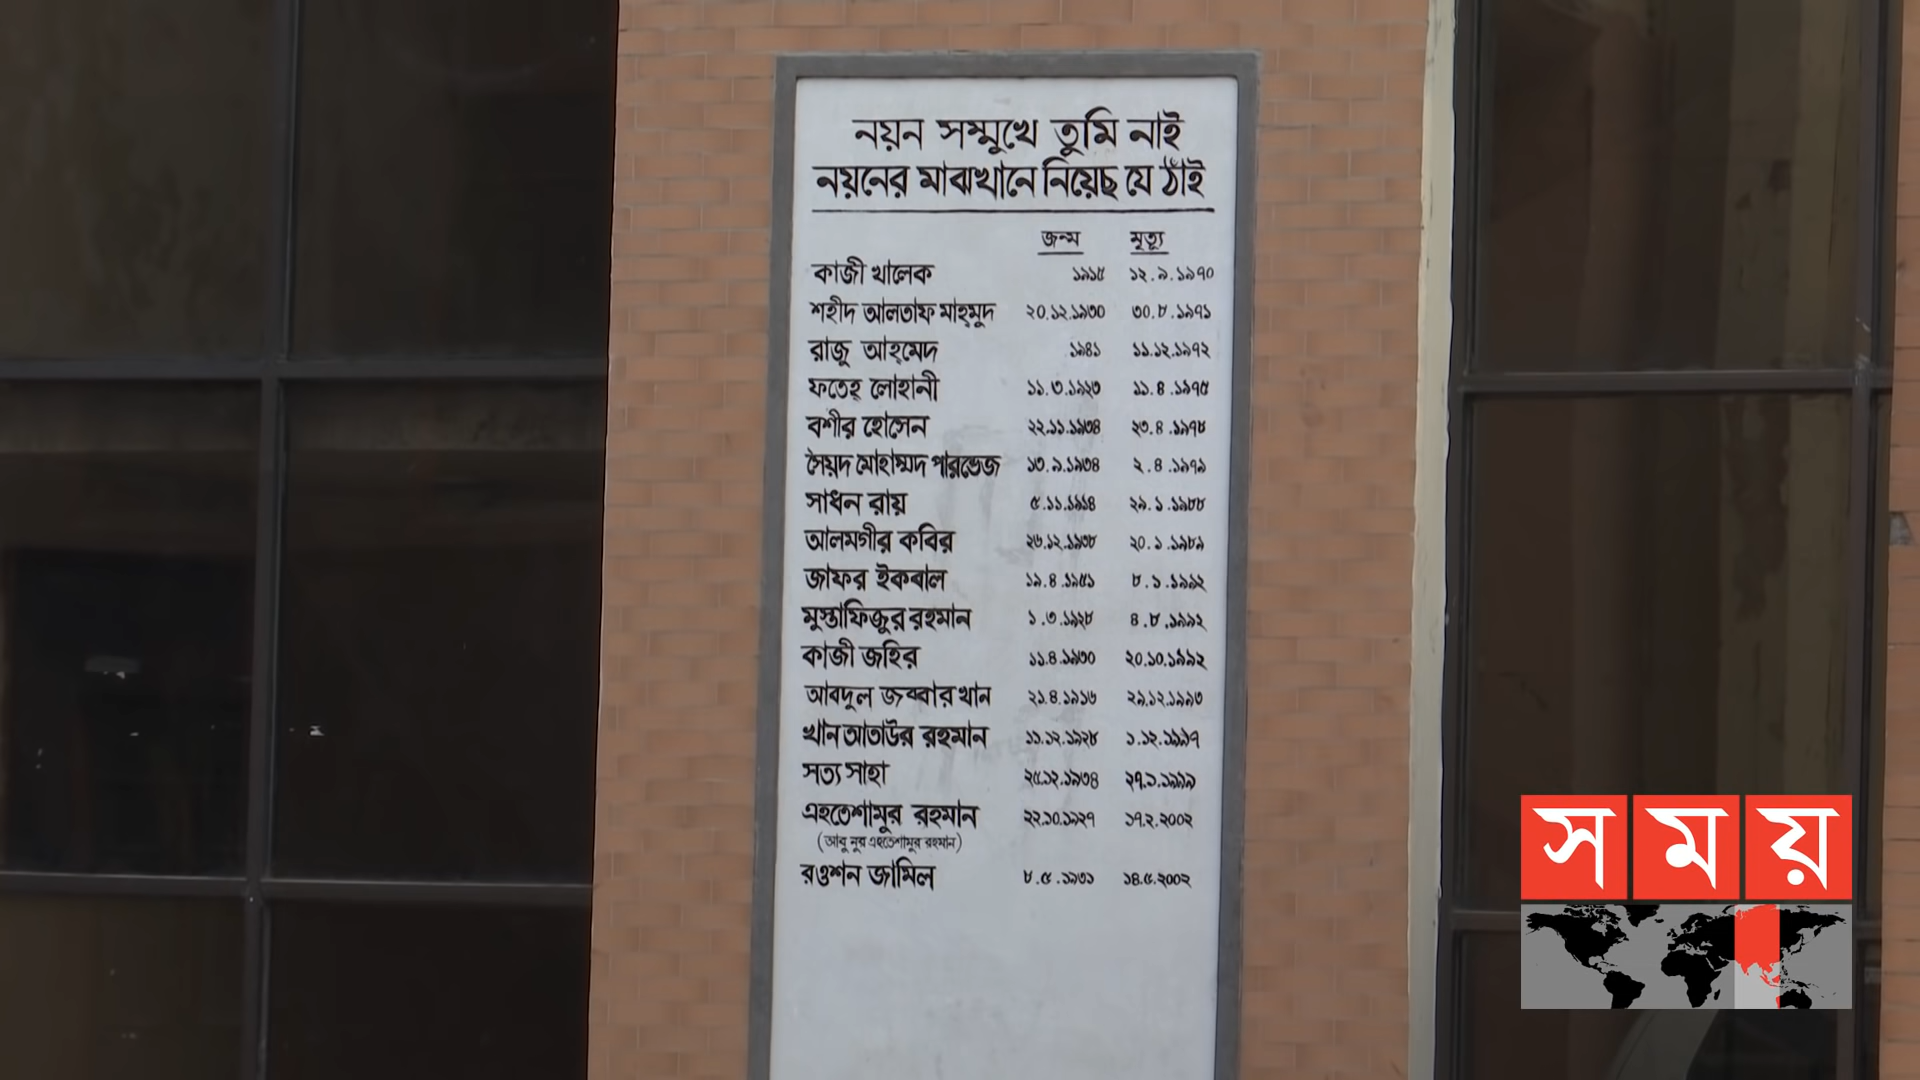 নয়ন সম্মুখে তুমি নাই
নয়নের মাঝখানে নিয়েছ যে ঠাঁই
জন্ম মৃত্যূ
কাজী খালেক ১৯১৫ ১২.৯.১৯৭০
শহীদ আলতাফ মাহ্‌মুদ ২০.১২.১৯৩০ ৩০.৮.১৯৭১
রাজু আহ্‌মেদ ১৯৪১ ১১.১২.১৯৭২
ফতেহ্‌ লোহানী ১১.৩.১৯২৩ ১১.৪.১৯৭৫
বশীর হোসেন ২২.১১.১৯৩৪ ২৩.৪.১৯৭৮
সৈয়দ মোহাম্মদ পারভেজ ১৩.৯.১৯৩৪ ২.৪.১৯৭৯
সাধন রায় ৫.১১.১৯১৪ ২৯.১.১৯৮৮
আলমগীর কবির ২৬.১২.১৯৩৮ ২০.১.১৯৮৯
জাফর ইকবাল ১৯.৪.১৯৫১ ৮.১.১৯৯২
মুস্তাফিজুর রহমান ১.৩.১৯২৮ ৪.৮.১৯৯২
কাজী জহির ১১.৪.১৯৩০ ২০.১০.১৯৯২
আবদুল জব্বার খান ২১.৪.১৯১৬ ২৯.১২.১৯৯৩
খান আতাউর রহমান ১১.১২.১৯২৮ ১.১২.১৯৯৭
সত্য সাহা ২৫.১২.১৯৩৪ ২৭.১.১৯৯৯
এহতেশামুর রহমান ২২.১০.১৯২৭ ১৭.২.২০০২
(আবু নুর এহতেশামুর রহমান)
রওশন জামিল ৮.৫.১৯৩১ ১৪.৫.২০০২
সময়